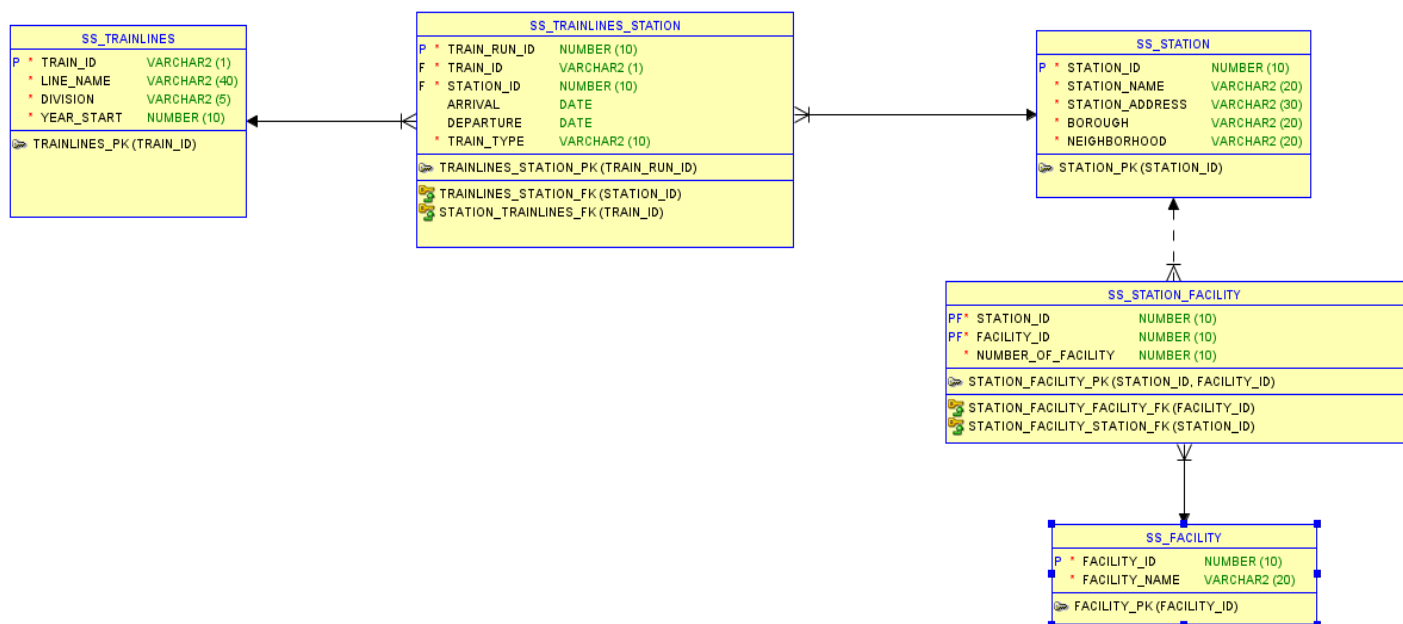 SS_TRAINLINES
P * TRAIN_ID VARCHAR2 (1)
* LINE_NAME VARCHAR2 (40)
* DIVISION VARCHAR2 (5)
* YEAR_START NUMBER (10)
TRAINLINES_PK (TRAIN_ID)
SS_TRAINLINES_STATION
P * TRAIN_RUN_ID NUMBER (10)
F * TRAIN_ID VARCHAR2 (1)
F * STATION_ID NUMBER (10)
ARRIVAL DATE
DEPARTURE DATE
* TRAIN_TYPE VARCHAR2 (10)
TRAINLINES_STATION_PK (TRAIN_RUN_ID)
TRAINLINES_STATION_FK (STATION_ID)
STATION_TRAINLINES_FK (TRAIN_ID)
SS_STATION
P * STATION_ID NUMBER (10)
* STATION_NAME VARCHAR2 (20)
* STATION_ADDRESS VARCHAR2 (30)
* BOROUGH VARCHAR2 (20)
* NEIGHBORHOOD VARCHAR2 (20)
STATION_PK (STATION_ID)
SS_STATION_FACILITY
PF* STATION_ID NUMBER (10)
PF* FACILITY_ID NUMBER (10)
* NUMBER_OF_FACILITY NUMBER (10)
STATION_FACILITY_PK (STATION_ID, FACILITY_ID)
STATION_FACILITY_FACILITY_FK (FACILITY_ID)
STATION_FACILITY_STATION_FK (STATION_ID)
SS_FACILITY
P * FACILITY_ID NUMBER (10)
* FACILITY_NAME VARCHAR2 (20)
FACILITY_PK (FACILITY_ID)